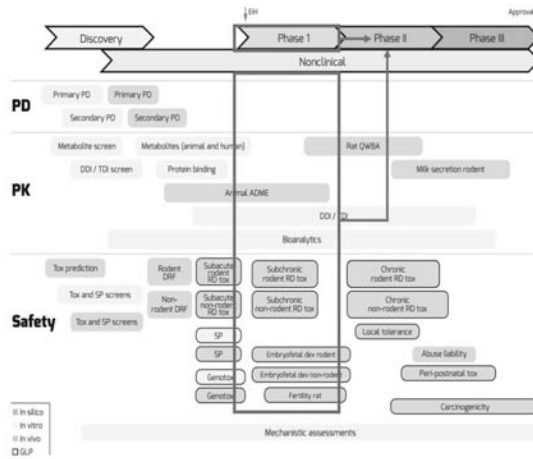 EIH
Approval
Discovery
Phase 1
Phase II
Phase III
Nonclinical
PD
Primary PD
Primary PD
Secondary PD
Secondary PD
PK
Metabolite screen
Metabolites (animal and human)
Rat QWBA
DDI / TDI screen
Protein binding
Milk secretion rodent
Animal ADME
DDI / TDI
Bioanalytics
Safety
Tox prediction
Rodent
DRF
Subacute
rodent
RD tox
Subchronic
rodent RD tox
Chronic
rodent RD tox
Tox and SP screens
Non-
rodent DRF
Subacute
non-rodent
RD tox
Subchronic
non-rodent RD tox
Chronic
non-rodent RD tox
Tox and SP screens
SP
Local tolerance
SP
Embryofetal dev rodent
Abuse liability
Genotox
Embryofetal dev non-rodent
Peri-postnatal tox
Genotox
Fertility rat
Carcinogenicity
Mechanistic assessments
In silico
In vitro
In vivo
GLP